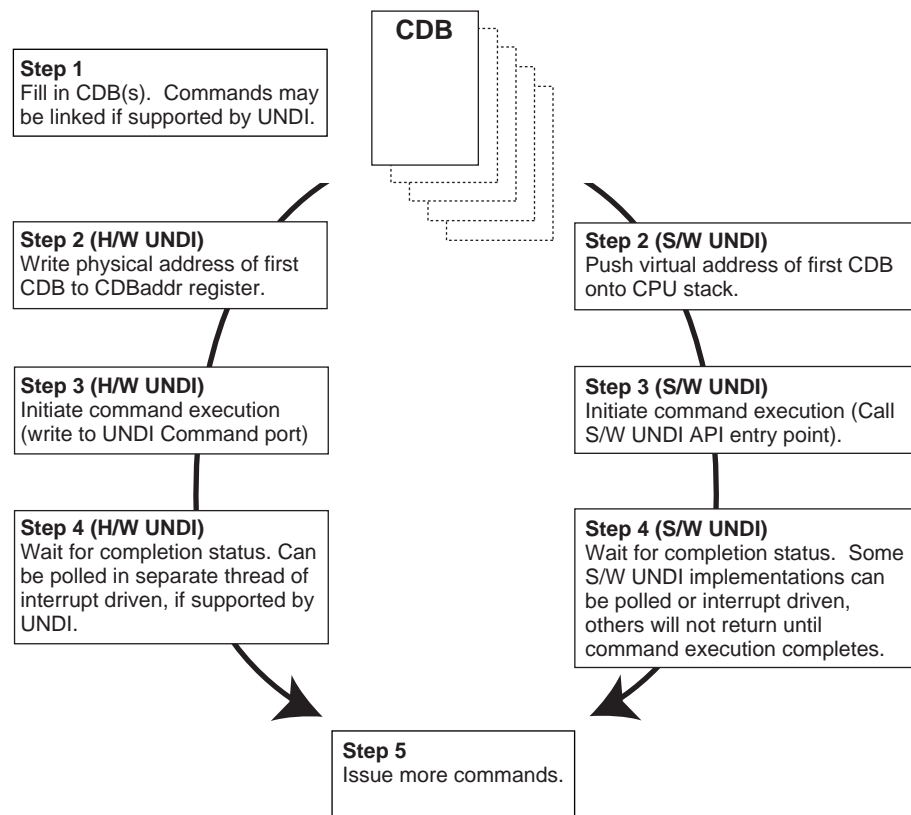 CDB
Step 1
Fill in CDB(s).  Commands may
be linked if supported by UNDI.
Step 2 (H/W UNDI)
Write physical address of first
CDB to CDBaddr register.
Step 2 (S/W UNDI)
Push virtual address of first CDB
onto CPU stack.
Step 3 (H/W UNDI)
Initiate command execution
(write to UNDI Command port)
Step 3 (S/W UNDI)
Initiate command execution (Call
S/W UNDI API entry point).
Step 4 (H/W UNDI)
Wait for completion status. Can
be polled in separate thread of
interrupt driven, if supported by
UNDI.
Step 4 (S/W UNDI)
Wait for completion status.  Some
S/W UNDI implementations can
be polled or interrupt driven,
others will not return until
command execution completes.
Step 5
Issue more commands.